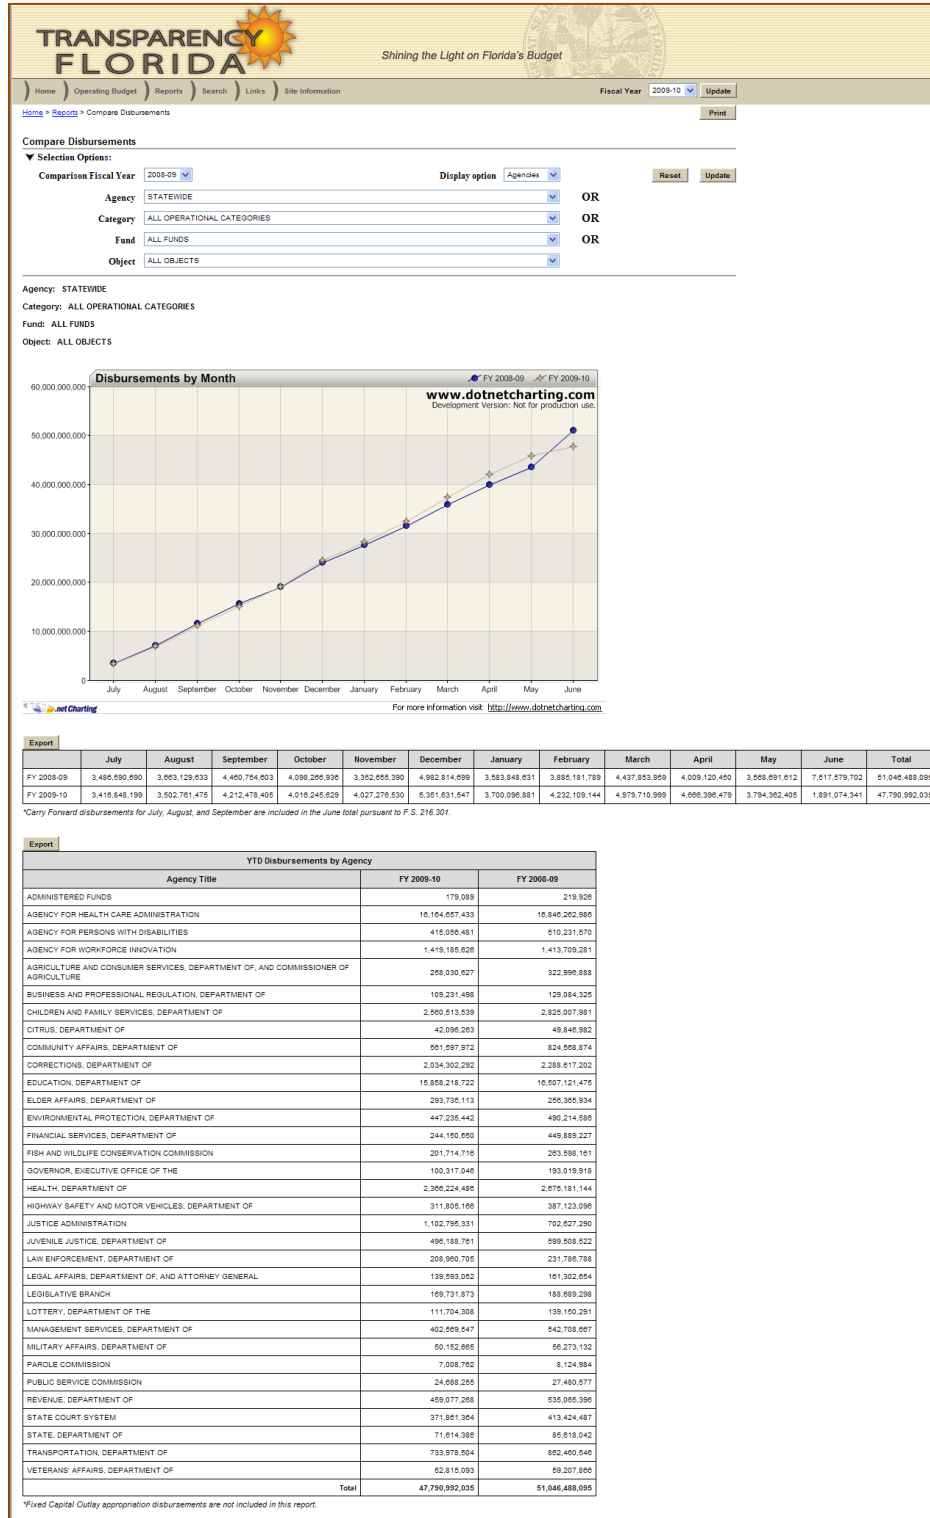 TRANSPARENCY
FLORIDA
Shining the Light on Florida's Budget
Home Operating Budget Reports Search Links Site Information Fiscal Year 2009-10 Update
Home > Reports > Compare Disbursements Print
Compare Disbursements
Selection Options:
Comparison Fiscal Year 2008-09 Display option Agencies Reset Update
Agency STATEWIDE OR
Category ALL OPERATIONAL CATEGORIES OR
Fund ALL FUNDS OR
Object ALL OBJECTS
Agency: STATEWIDE
Category: ALL OPERATIONAL CATEGORIES
Fund: ALL FUNDS
Object: ALL OBJECTS
Disbursements by Month FY 2008-09 FY 2009-10
www.dotnetcharting.com
Development Version: Not for production use.
60,000,000,000
50,000,000,000
40,000,000,000
30,000,000,000
20,000,000,000
10,000,000,000
0
July August September October November December January February March April May June
.net Charting For more information visit http://www.dotnetcharting.com
Export
July August September October November December January February March April May June Total
FY 2008-09 3,486,590,690 3,663,129,633 4,460,754,603 4,098,266,936 3,352,655,390 4,982,814,699 3,583,848,631 3,885,181,789 4,437,853,969 4,009,120,450 3,568,691,612 7,517,579,702 51,046,488,095
FY 2009-10 3,416,848,199 3,502,761,475 4,212,478,405 4,016,245,629 4,027,276,530 5,351,631,547 3,700,096,881 4,232,109,144 4,979,710,999 4,666,396,479 3,794,362,405 1,891,074,341 47,790,992,035
*Carry Forward disbursements for July, August, and September are included in the June total pursuant to F.S. 216.301.
Export
YTD Disbursements by Agency
Agency Title FY 2009-10 FY 2008-09
ADMINISTERED FUNDS 179,089 219,926
AGENCY FOR HEALTH CARE ADMINISTRATION 16,164,657,433 16,846,262,986
AGENCY FOR PERSONS WITH DISABILITIES 415,056,481 510,231,570
AGENCY FOR WORKFORCE INNOVATION 1,419,185,626 1,413,709,281
AGRICULTURE AND CONSUMER SERVICES, DEPARTMENT OF, AND COMMISSIONER OF
AGRICULTURE 258,030,627 322,996,888
BUSINESS AND PROFESSIONAL REGULATION, DEPARTMENT OF 109,231,498 129,084,325
CHILDREN AND FAMILY SERVICES, DEPARTMENT OF 2,560,513,539 2,825,007,981
CITRUS, DEPARTMENT OF 42,096,263 49,846,982
COMMUNITY AFFAIRS, DEPARTMENT OF 561,597,972 824,568,874
CORRECTIONS, DEPARTMENT OF 2,034,302,292 2,288,617,202
EDUCATION, DEPARTMENT OF 15,858,218,722 16,507,121,475
ELDER AFFAIRS, DEPARTMENT OF 293,735,113 256,365,934
ENVIRONMENTAL PROTECTION, DEPARTMENT OF 447,235,442 490,214,586
FINANCIAL SERVICES, DEPARTMENT OF 244,150,650 449,889,227
FISH AND WILDLIFE CONSERVATION COMMISSION 201,714,716 263,598,161
GOVERNOR, EXECUTIVE OFFICE OF THE 100,317,046 193,019,918
HEALTH, DEPARTMENT OF 2,366,224,486 2,675,181,144
HIGHWAY SAFETY AND MOTOR VEHICLES, DEPARTMENT OF 311,805,166 387,123,096
JUSTICE ADMINISTRATION 1,102,795,331 702,627,290
JUVENILE JUSTICE, DEPARTMENT OF 496,188,761 599,508,522
LAW ENFORCEMENT, DEPARTMENT OF 208,960,705 231,786,788
LEGAL AFFAIRS, DEPARTMENT OF, AND ATTORNEY GENERAL 139,593,052 161,302,654
LEGISLATIVE BRANCH 169,731,873 188,689,298
LOTTERY, DEPARTMENT OF THE 111,704,308 139,150,291
MANAGEMENT SERVICES, DEPARTMENT OF 402,569,547 542,708,667
MILITARY AFFAIRS, DEPARTMENT OF 50,152,665 56,273,132
PAROLE COMMISSION 7,008,762 8,124,984
PUBLIC SERVICE COMMISSION 24,688,255 27,480,577
REVENUE, DEPARTMENT OF 459,077,268 535,065,396
STATE COURT SYSTEM 371,861,364 413,424,487
STATE, DEPARTMENT OF 71,614,386 85,618,042
TRANSPORTATION, DEPARTMENT OF 733,978,504 862,460,546
VETERANS' AFFAIRS, DEPARTMENT OF 52,815,093 59,207,866
Total 47,790,992,035 51,046,488,095
*Fixed Capital Outlay appropriation disbursements are not included in this report.